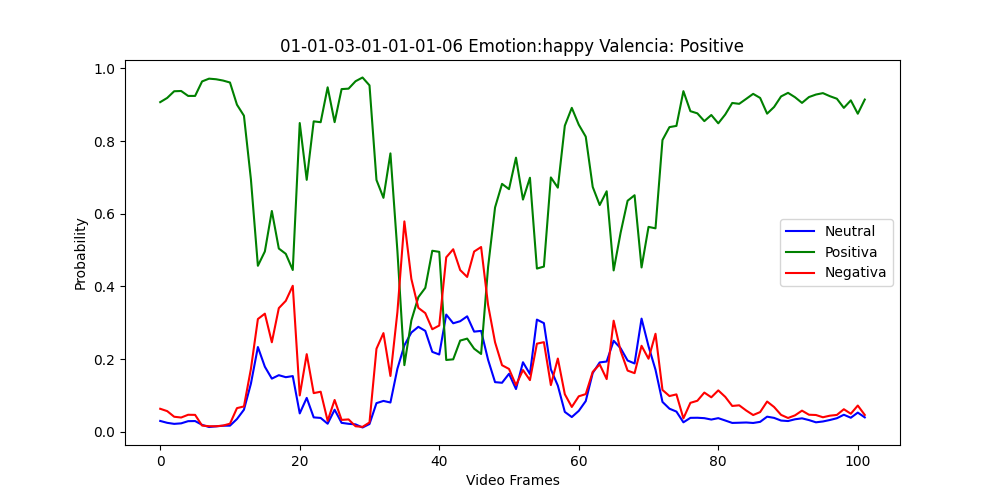 01-01-03-01-01-01-06 Emotion:happy Valencia: Positive
1.0
0.8
0.6
0.4
0.2
0.0
Probability
Neutral
Positiva
Negativa
0 20 40 60 80 100
Video Frames